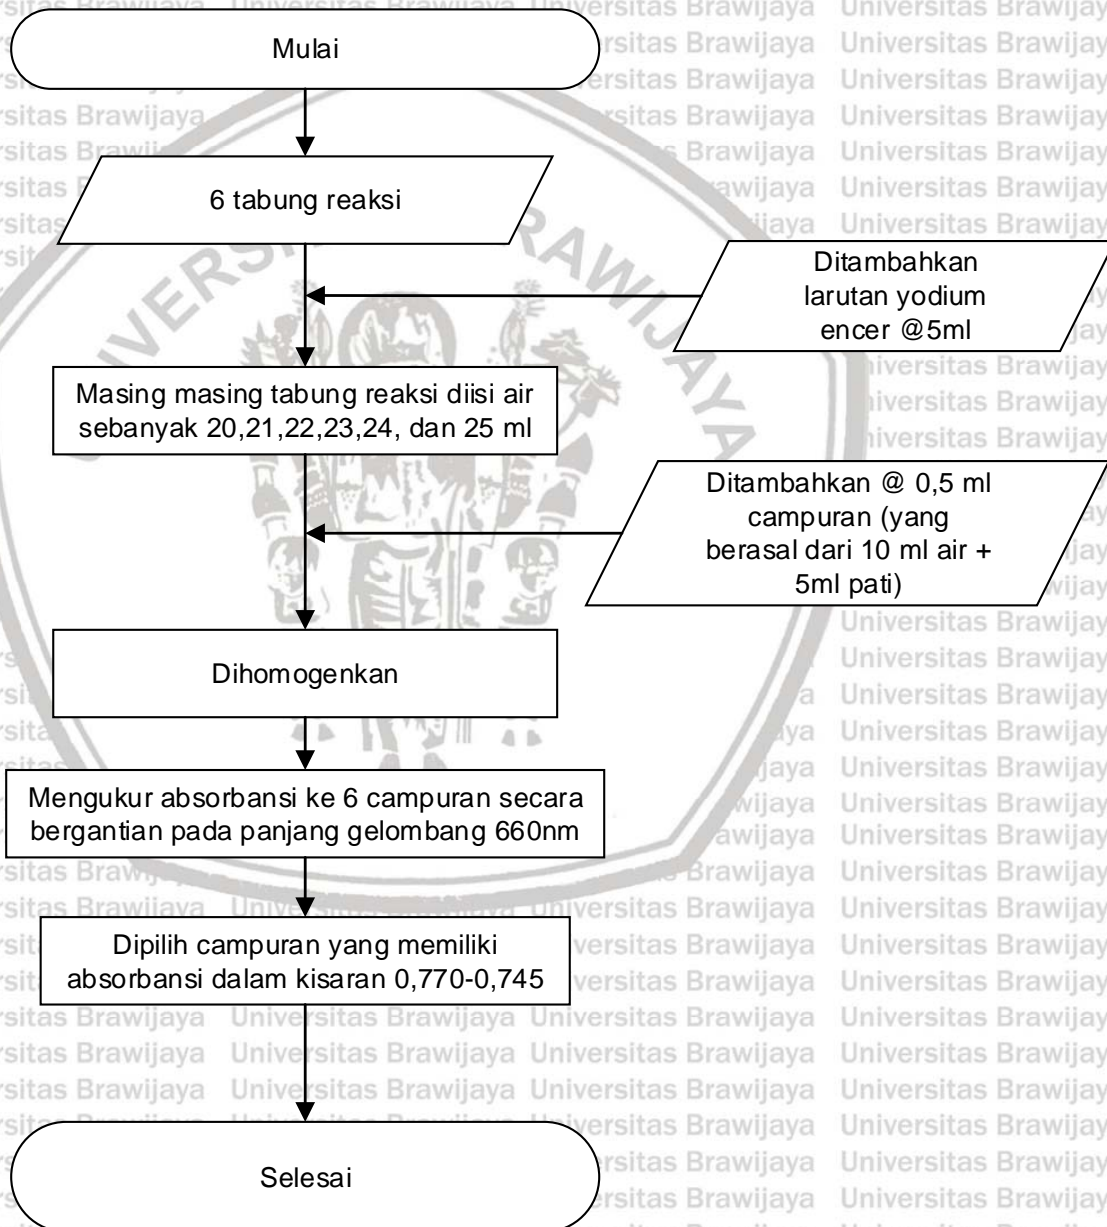 Mulai
6 tabung reaksi
Ditambahkan
larutan yodium
encer @5ml
Masing masing tabung reaksi diisi air
sebanyak 20,21,22,23,24, dan 25 ml
Ditambahkan @ 0,5 ml
campuran (yang
berasal dari 10 ml air +
5ml pati)
Dihomogenkan
Mengukur absorbansi ke 6 campuran secara
bergantian pada panjang gelombang 660nm
Dipilih campuran yang memiliki
absorbansi dalam kisaran 0,770-0,745
Selesai